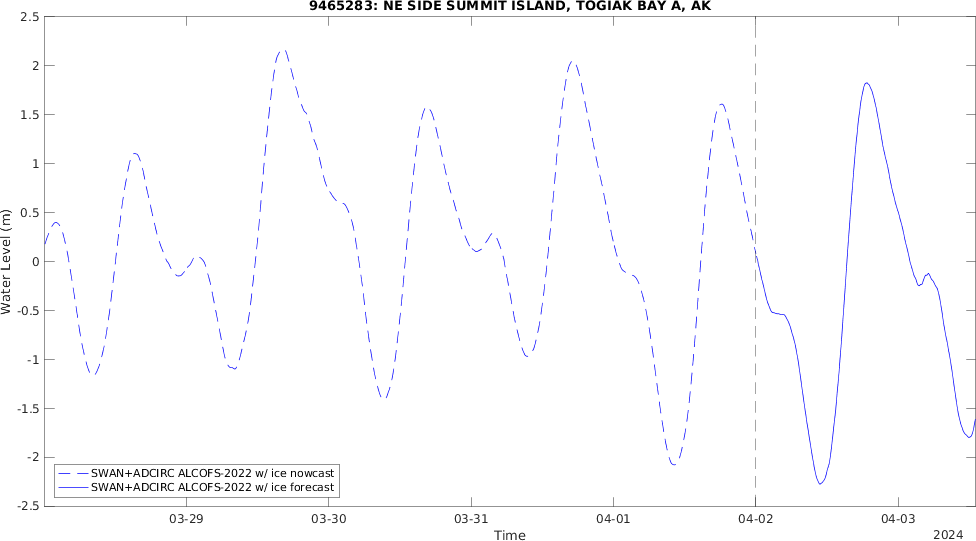 9465283: NE SIDE SUMMIT ISLAND, TOGIAK BAY A, AK
2.5
2
1.5
1
0.5
0
-0.5
-1
-1.5
-2
-2.5
Water Level (m)
SWAN+ADCIRC ALCOFS-2022 w/ ice nowcast
SWAN+ADCIRC ALCOFS-2022 w/ ice forecast
03-29 03-30 03-31 04-01 04-02 04-03
Time
2024